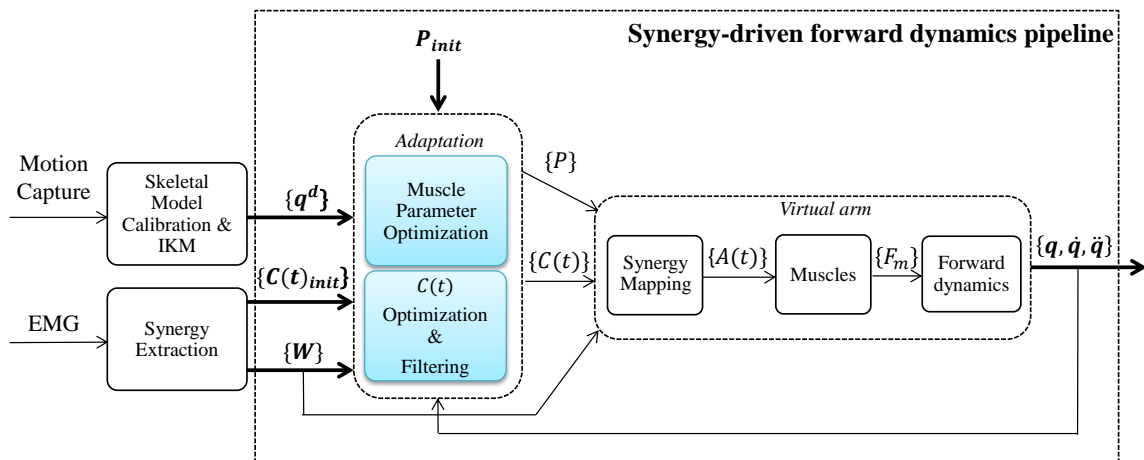 Synergy-driven forward dynamics pipeline
P_init
Motion
Capture
Skeletal
Model
Calibration &
IKM
{q^d}
EMG
Synergy
Extraction
{C(t)_init}
{W}
Adaptation
Muscle
Parameter
Optimization
C(t)
Optimization
&
Filtering
{P}
{C(t)}
Virtual arm
Synergy
Mapping
{A(t)}
Muscles
{F_m}
Forward
dynamics
{q, q̇, q̈}